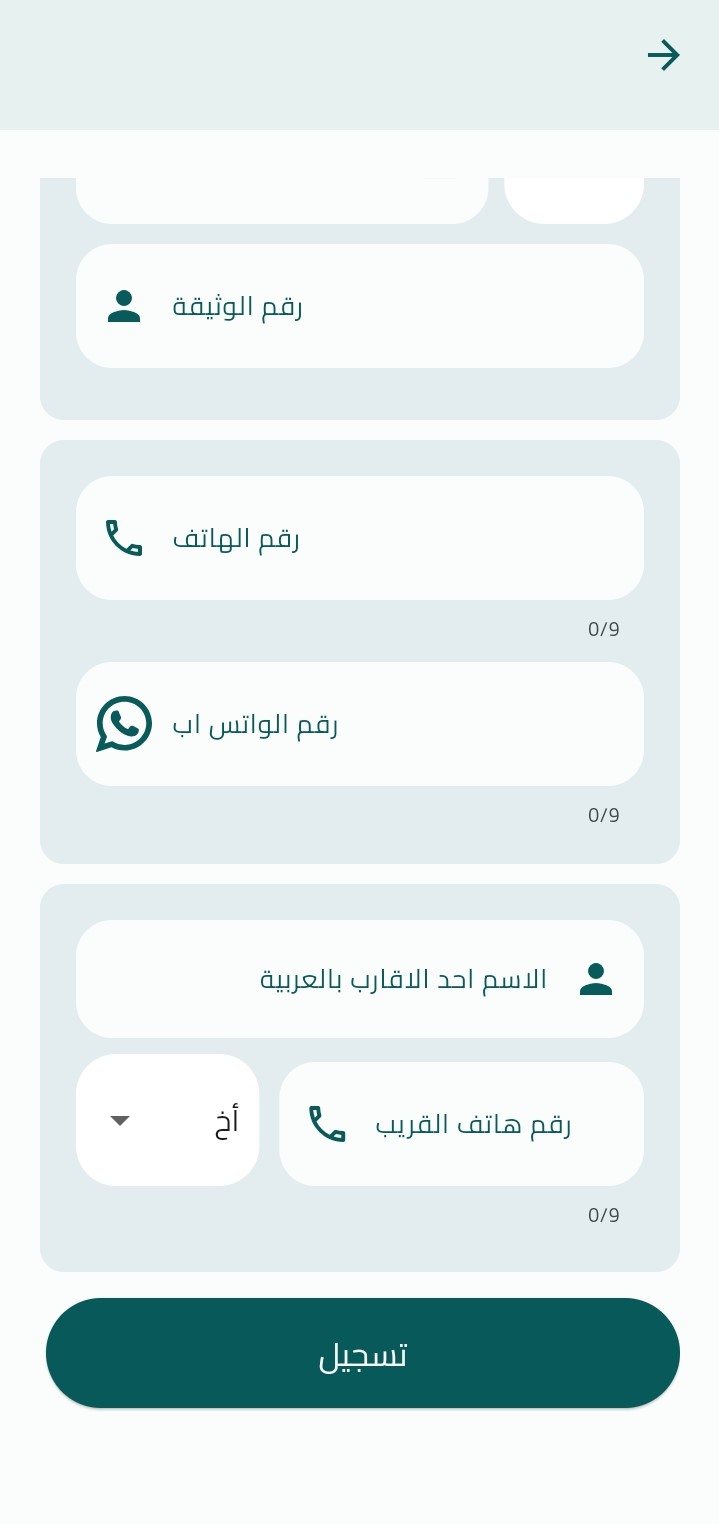 رقم الوثيقة
رقم الهاتف
0/9
رقم الواتس اب
0/9
الاسم احد الاقارب بالعربية
رقم هاتف القريب
أخ
0/9
تسجيل